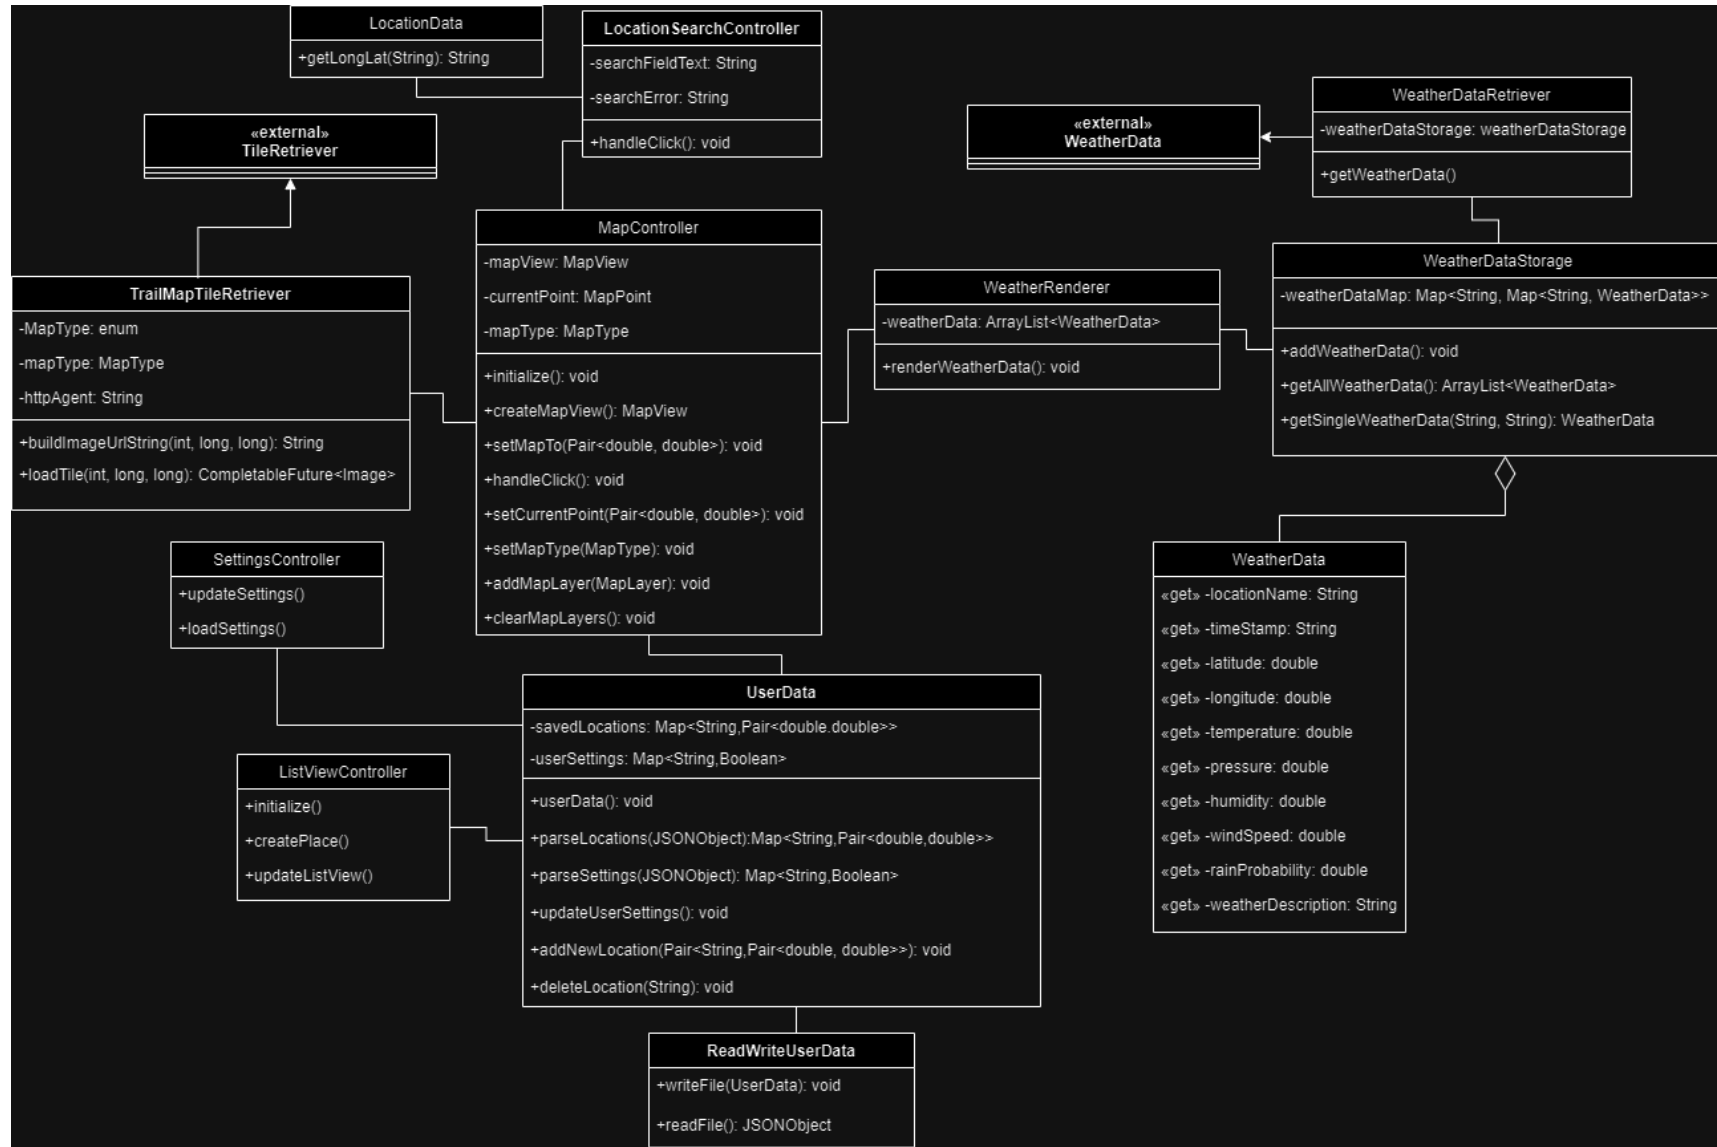 LocationData
+getLongLat(String): String
LocationSearchController
-searchFieldText: String
-searchError: String
+handleClick(): void
«external»
TileRetriever
«external»
WeatherData
WeatherDataRetriever
-weatherDataStorage: weatherDataStorage
+getWeatherData()
MapController
-mapView: MapView
-currentPoint: MapPoint
-mapType: MapType
+initialize(): void
+createMapView(): MapView
+setMapTo(Pair<double, double>): void
+handleClick(): void
+setCurrentPoint(Pair<double, double>): void
+setMapType(MapType): void
+addMapLayer(MapLayer): void
+clearMapLayers(): void
TrailMapTileRetriever
-MapType: enum
-mapType: MapType
-httpAgent: String
+buildImageUrlString(int, long, long): String
+loadTile(int, long, long): CompletableFuture<Image>
WeatherRenderer
-weatherData: ArrayList<WeatherData>
+renderWeatherData(): void
WeatherDataStorage
-weatherDataMap: Map<String, Map<String, WeatherData>>
+addWeatherData(): void
+getAllWeatherData(): ArrayList<WeatherData>
+getSingleWeatherData(String, String): WeatherData
SettingsController
+updateSettings()
+loadSettings()
WeatherData
«get» -locationName: String
«get» -timeStamp: String
«get» -latitude: double
«get» -longitude: double
«get» -temperature: double
«get» -pressure: double
«get» -humidity: double
«get» -windSpeed: double
«get» -rainProbability: double
«get» -weatherDescription: String
UserData
-savedLocations: Map<String,Pair<double.double>>
-userSettings: Map<String,Boolean>
+userData(): void
+parseLocations(JSONObject):Map<String,Pair<double,double>>
+parseSettings(JSONObject): Map<String,Boolean>
+updateUserSettings(): void
+addNewLocation(Pair<String,Pair<double, double>>): void
+deleteLocation(String): void
ListViewController
+initialize()
+createPlace()
+updateListView()
ReadWriteUserData
+writeFile(UserData): void
+readFile(): JSONObject